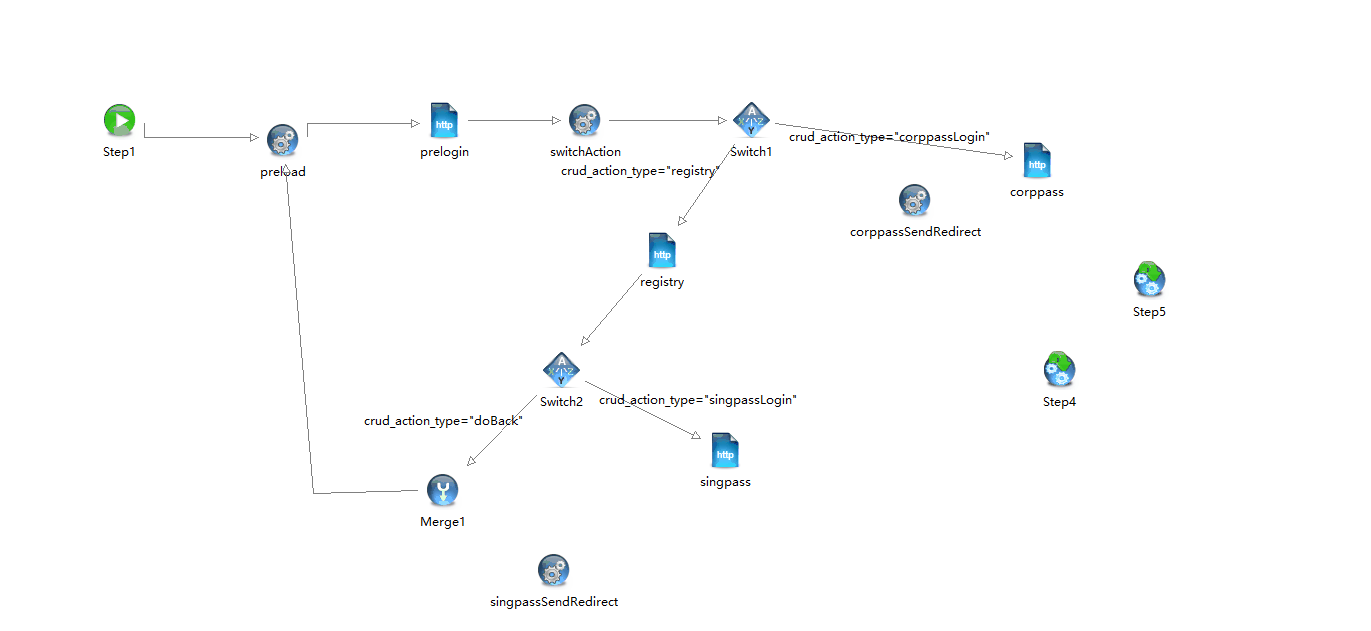 Step1
preload
http
prelogin
switchAction
A
X Z
Y
Switch1
crud_action_type="corppassLogin"
crud_action_type="registry"
http
corppass
corppassSendRedirect
http
registry
Step5
A
X Z
Y
Switch2
crud_action_type="singpassLogin"
crud_action_type="doBack"
Step4
http
singpass
Merge1
singpassSendRedirect